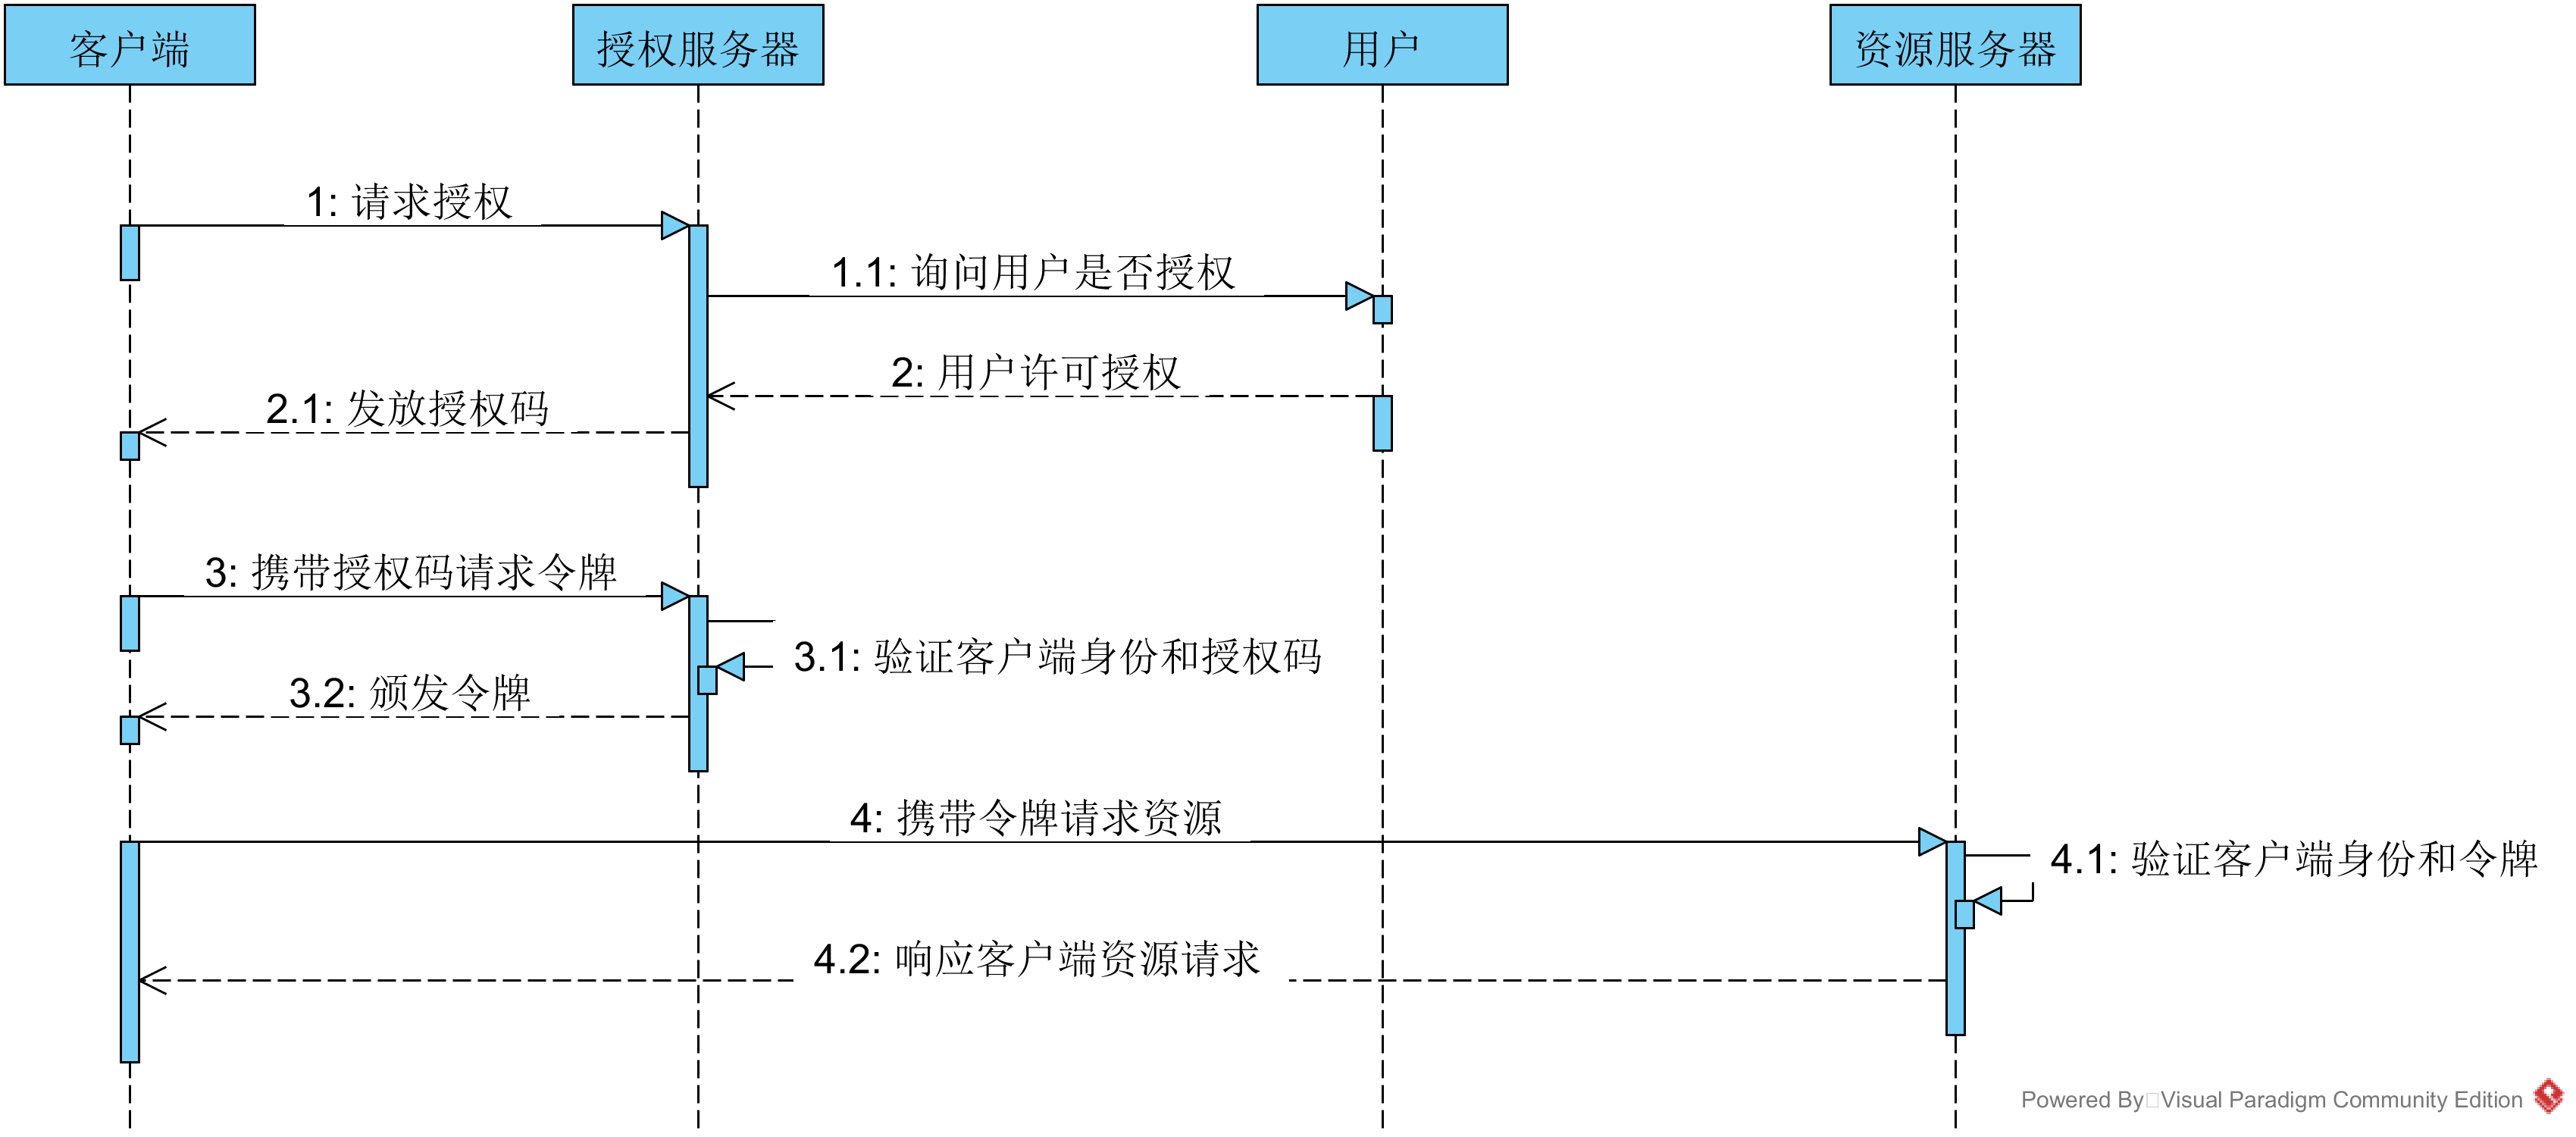 客户端
授权服务器
用户
资源服务器
1: 请求授权
1.1: 询问用户是否授权
2: 用户许可授权
2.1: 发放授权码
3: 携带授权码请求令牌
3.1: 验证客户端身份和授权码
3.2: 颁发令牌
4: 携带令牌请求资源
4.1: 验证客户端身份和令牌
4.2: 响应客户端资源请求
Powered By Visual Paradigm Community Edition